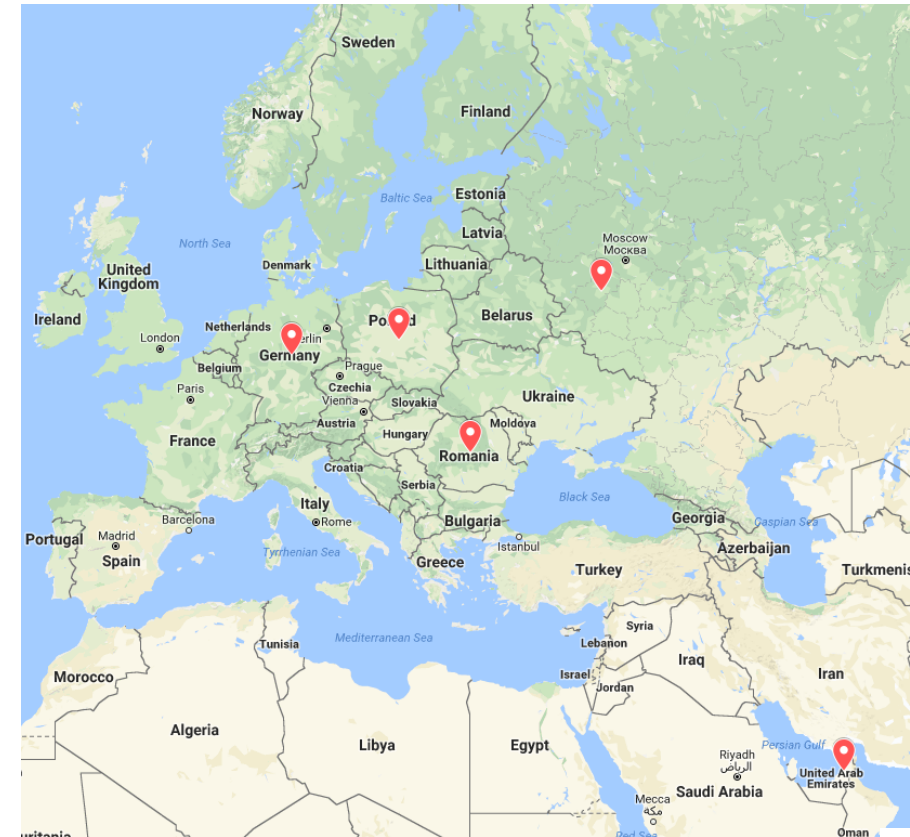 Sweden
Norway
Finland
Estonia
Baltic Sea
Latvia
North Sea
Moscow
Москва
Denmark
Lithuania
United
Kingdom
Ireland
Belarus
Netherlands
London
Germany
Belgium
Prague
Paris
Czechia
Ukraine
Vienna
Slovakia
Austria
Moldova
France
Hungary
Romania
Croatia
Serbia
Italy
Black Sea
Barcelona
Rome
Bulgaria
Georgia
Caspian Sea
Portugal
Madrid
Spain
Tyrrhenian Sea
Istanbul
Azerbaijan
Greece
Turkey
Turkmenis
Syria
Tunisia
Mediterranean Sea
Lebanon
Iraq
Morocco
Israel
Jordan
Iran
Algeria
Libya
Egypt
Persian Gulf
Riyadh
الرياض
United Arab
Emirates
Saudi Arabia
Mecca
مكة
Red Sea
Oman